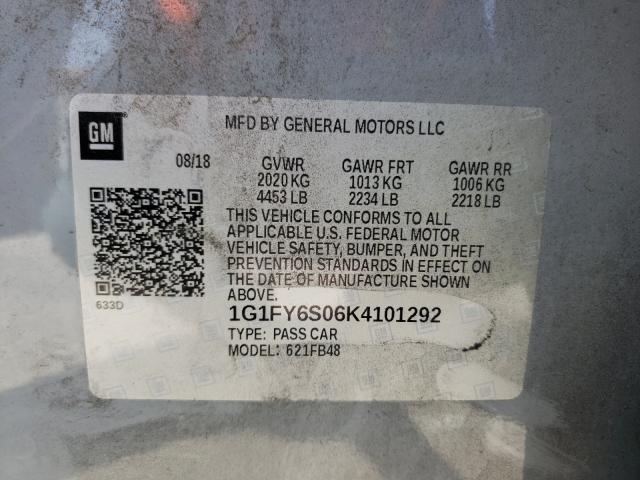 GM
MFD BY GENERAL MOTORS LLC
08/18 GVWR GAWR FRT GAWR RR
2020 KG 1013 KG 1006 KG
4453 LB 2234 LB 2218 LB
THIS VEHICLE CONFORMS TO ALL
APPLICABLE U.S. FEDERAL MOTOR
VEHICLE SAFETY, BUMPER, AND THEFT
PREVENTION STANDARDS IN EFFECT ON
THE DATE OF MANUFACTURE SHOWN
ABOVE.
633D
1G1FY6S06K4101292
TYPE: PASS CAR
MODEL: 621FB48